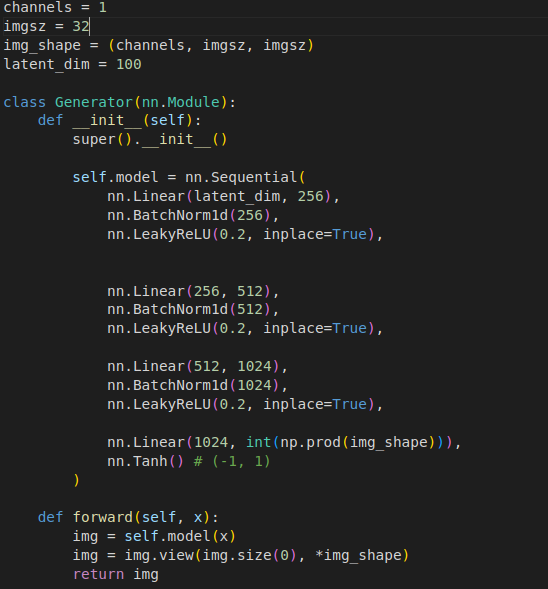 channels = 1
imgsz = 32
img_shape = (channels, imgsz, imgsz)
latent_dim = 100
class Generator(nn.Module):
    def __init__(self):
        super().__init__()
        self.model = nn.Sequential(
            nn.Linear(latent_dim, 256),
            nn.BatchNorm1d(256),
            nn.LeakyReLU(0.2, inplace=True),
            nn.Linear(256, 512),
            nn.BatchNorm1d(512),
            nn.LeakyReLU(0.2, inplace=True),
            nn.Linear(512, 1024),
            nn.BatchNorm1d(1024),
            nn.LeakyReLU(0.2, inplace=True),
            nn.Linear(1024, int(np.prod(img_shape))),
            nn.Tanh() # (-1, 1)
        )
    def forward(self, x):
        img = self.model(x)
        img = img.view(img.size(0), *img_shape)
        return img